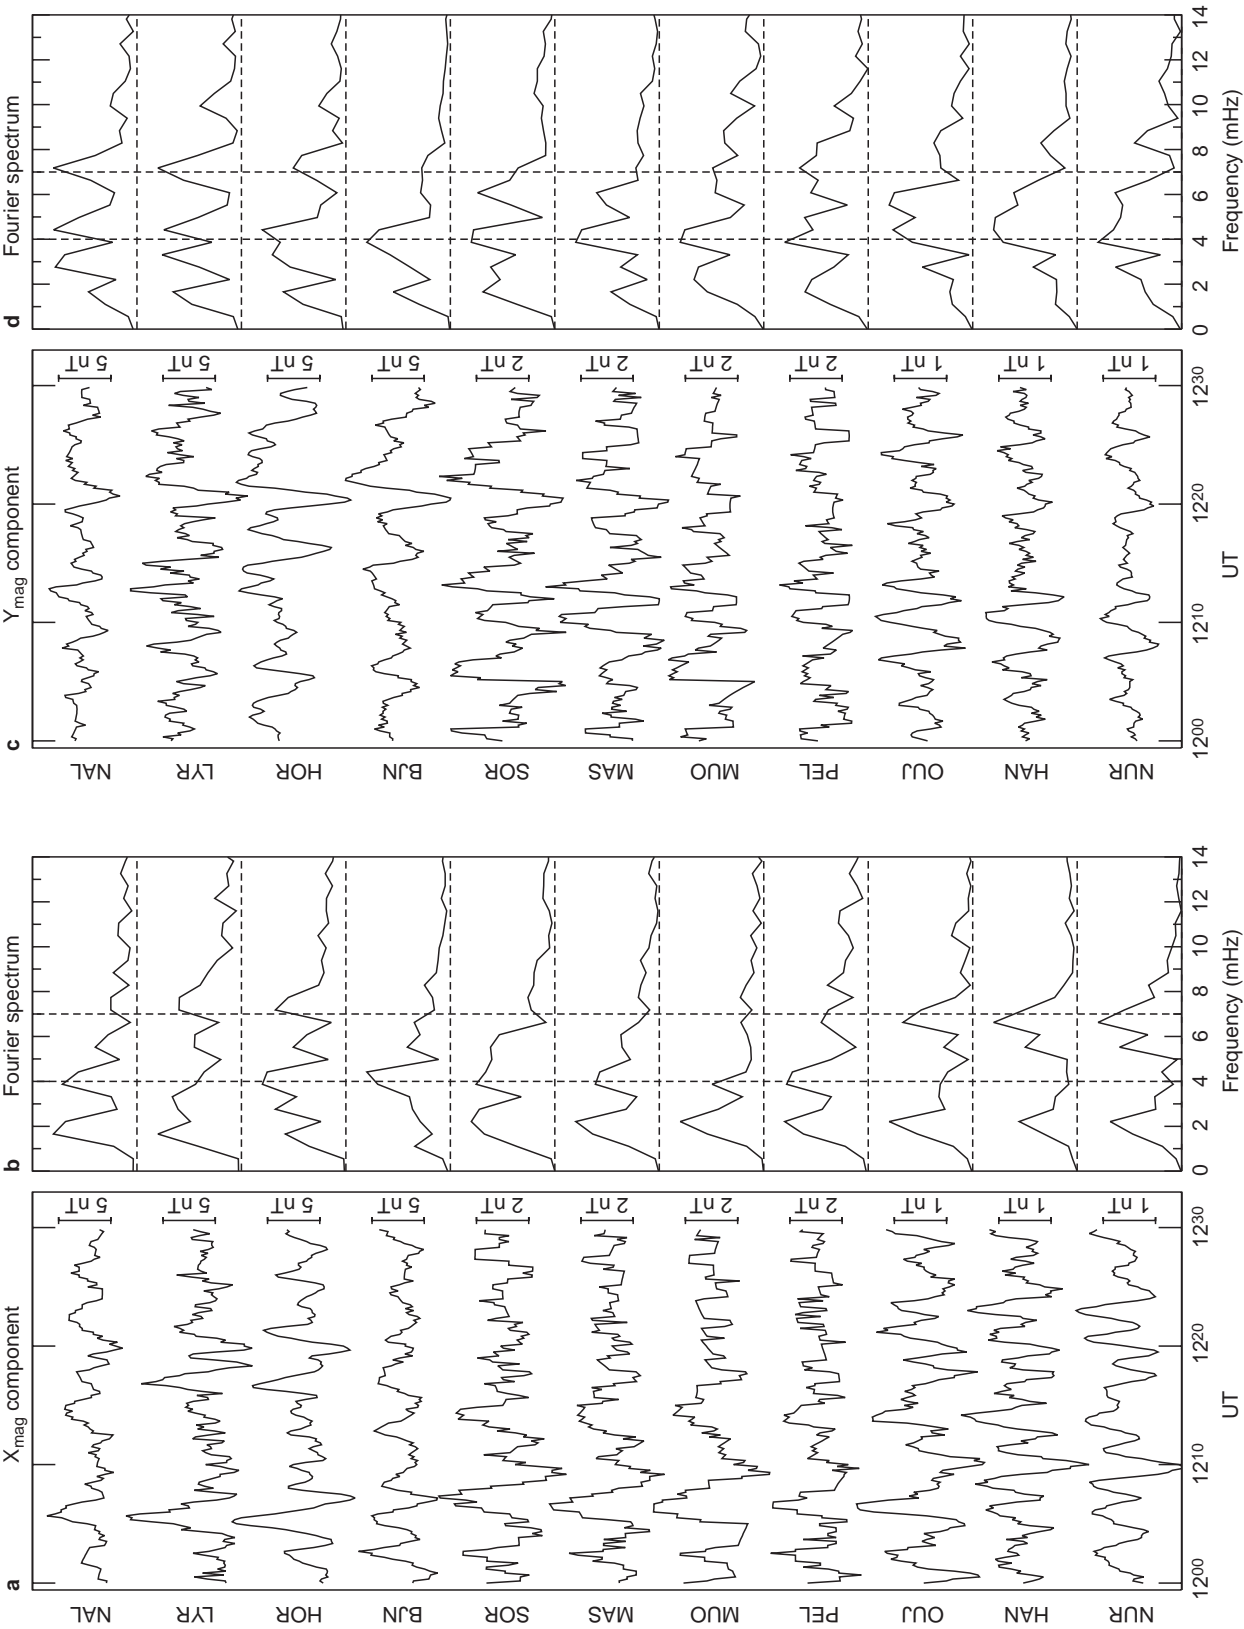 a
X_mag component
NAL
LYR
HOR
BJN
SOR
MAS
MUO
PEL
OUJ
HAN
NUR
5 nT
5 nT
5 nT
5 nT
2 nT
2 nT
2 nT
2 nT
1 nT
1 nT
1 nT
1200 1210 1220 1230
UT
b
Fourier spectrum
0 2 4 6 8 10 12 14
Frequency (mHz)
c
Y_mag component
NAL
LYR
HOR
BJN
SOR
MAS
MUO
PEL
OUJ
HAN
NUR
5 nT
5 nT
5 nT
5 nT
2 nT
2 nT
2 nT
2 nT
1 nT
1 nT
1 nT
1200 1210 1220 1230
UT
d
Fourier spectrum
0 2 4 6 8 10 12 14
Frequency (mHz)